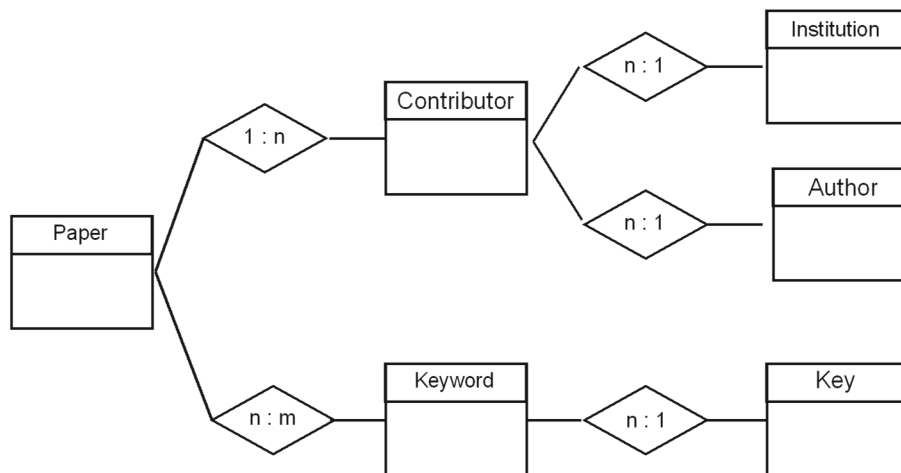 Institution
n : 1
Contributor
1 : n
Author
n : 1
Paper
Keyword
Key
n : m
n : 1